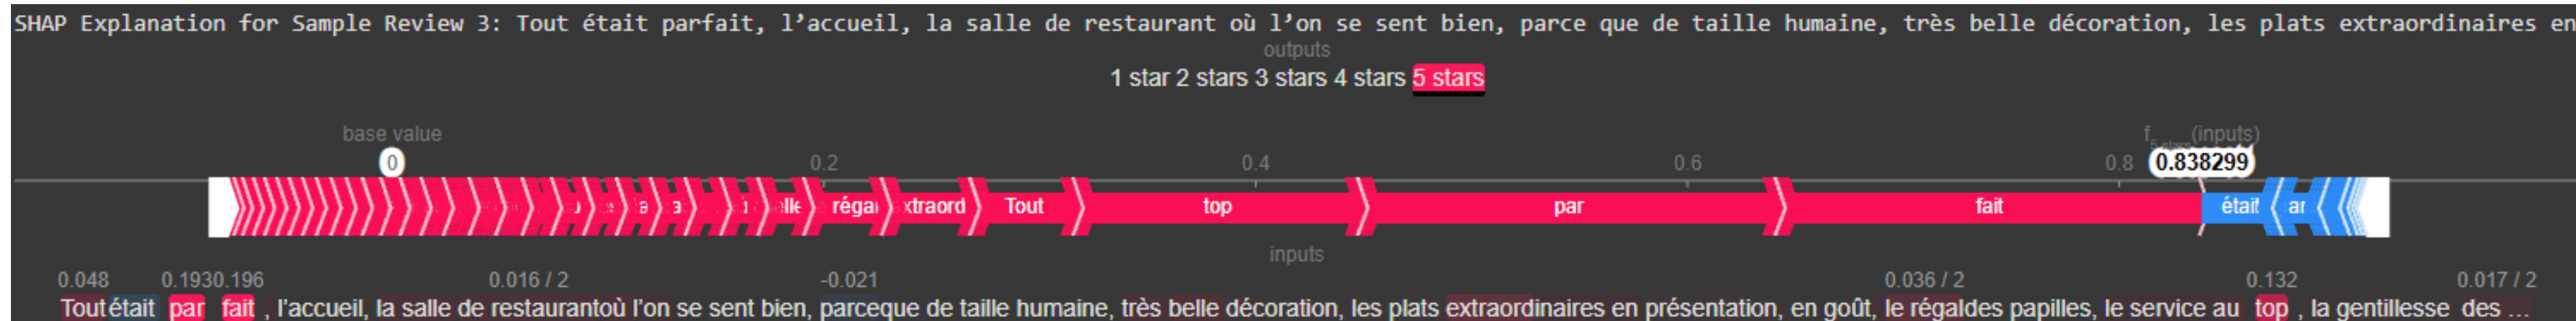 SHAP Explanation for Sample Review 3: Tout était parfait, l’accueil, la salle de restaurant où l’on se sent bien, parce que de taille humaine, très belle décoration, les plats extraordinaires en
outputs
1 star 2 stars 3 stars 4 stars 5 stars
base value f 5 stars (inputs)
0 0.2 0.4 0.6 0.8 0.838299
elle régal xtraord Tout top par fait était ar
inputs
0.048 0.193 0.196 0.016 / 2 -0.021 0.036 / 2 0.132 0.017 / 2
Tout était par fait , l'accueil, la salle de restaurantoù l'on se sent bien, parceque de taille humaine, très belle décoration, les plats extraordinaires en présentation, en goût, le régaldes papilles, le service au top , la gentillesse des ...